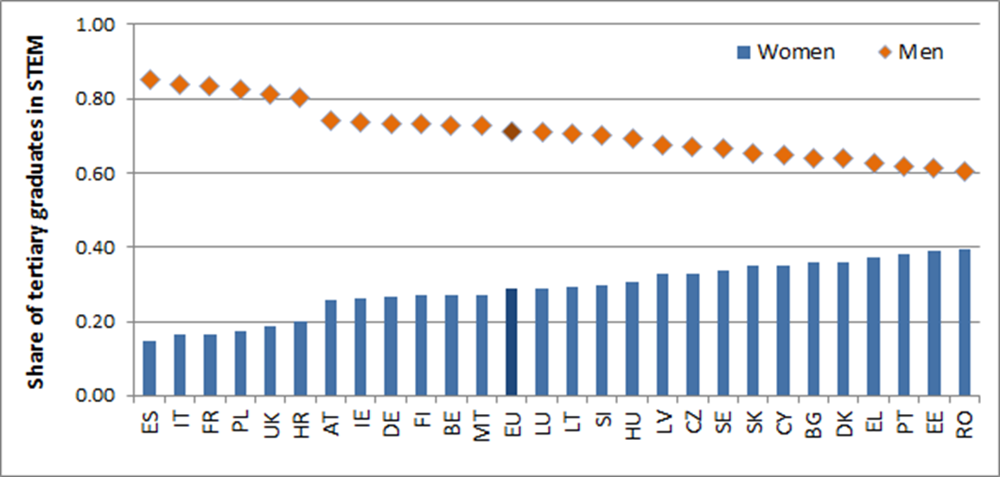 Share of tertiary graduates in STEM
1.00
0.80
0.60
0.40
0.20
0.00
Women Men
ES IT FR PL UK HR AT IE DE FI BE MT EU LU LT SI HU LV CZ SE SK CY BG DK EL PT EE RO